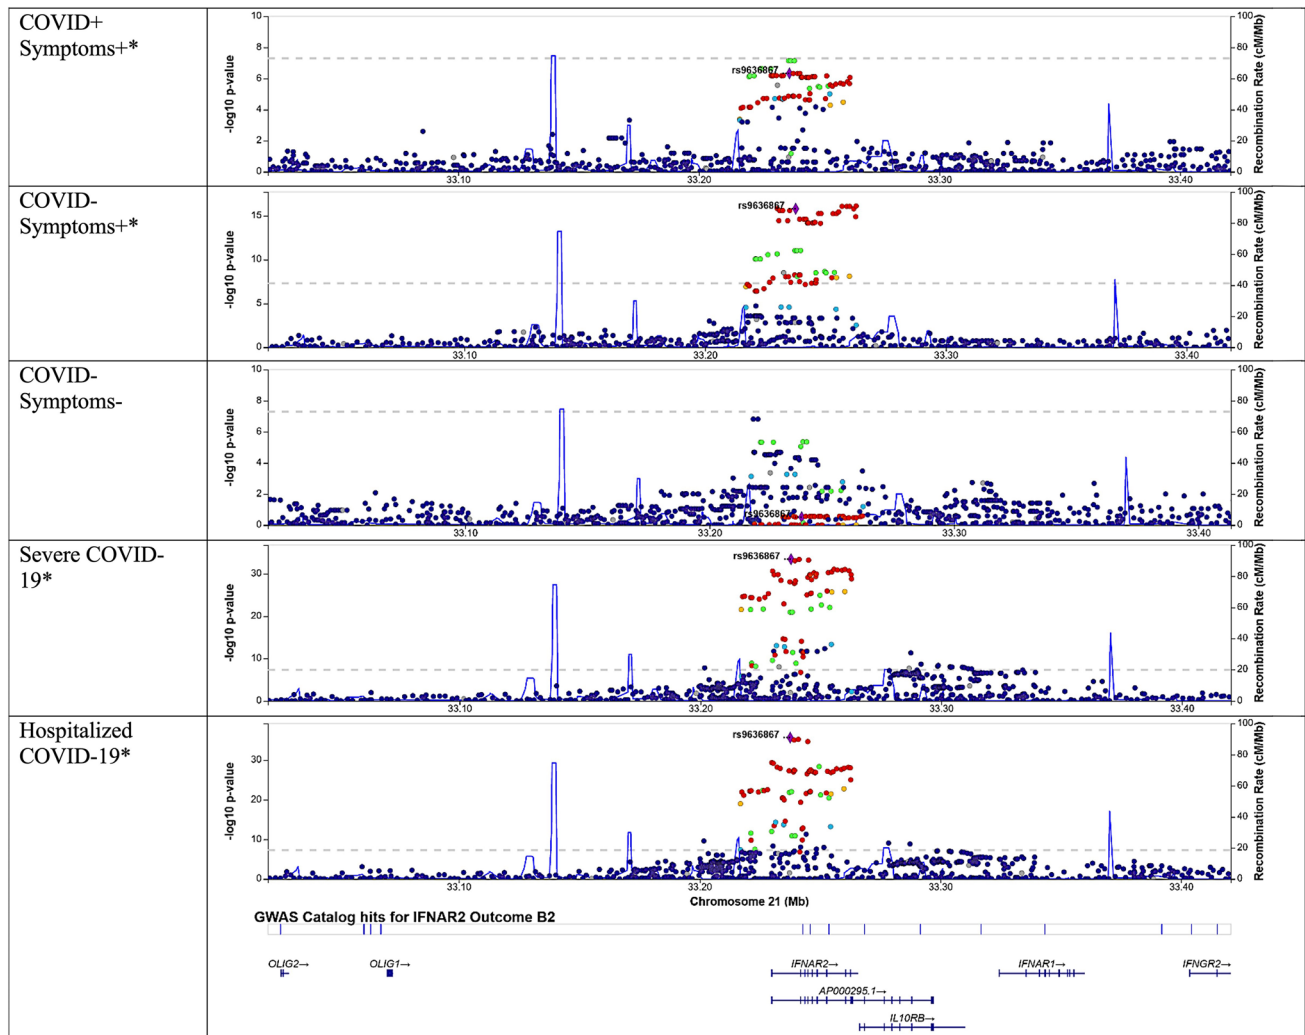 COVID+
Symptoms+*
10
8
6
4
2
0
-log10 p-value
rs9636867
33.10
33.20
33.30
33.40
100
80
60
40
20
0
Recombination Rate (cM/Mb)
COVID-
Symptoms+*
15
10
5
0
-log10 p-value
rs9636867
33.10
33.20
33.30
33.40
100
80
60
40
20
0
Recombination Rate (cM/Mb)
COVID-
Symptoms-
10
8
6
4
2
0
-log10 p-value
rs9636867
33.10
33.20
33.30
33.40
100
80
60
40
20
0
Recombination Rate (cM/Mb)
Severe COVID-
19*
30
20
10
0
-log10 p-value
rs9636867
33.10
33.20
33.30
33.40
100
80
60
40
20
0
Recombination Rate (cM/Mb)
Hospitalized
COVID-19*
30
20
10
0
-log10 p-value
rs9636867
33.10
33.20
33.30
33.40
100
80
60
40
20
0
Recombination Rate (cM/Mb)
Chromosome 21 (Mb)
GWAS Catalog hits for IFNAR2 Outcome B2
OLIG2→
OLIG1→
IFNAR2→
IFNAR1→
IFNGR2→
AP000295.1→
IL10RB→